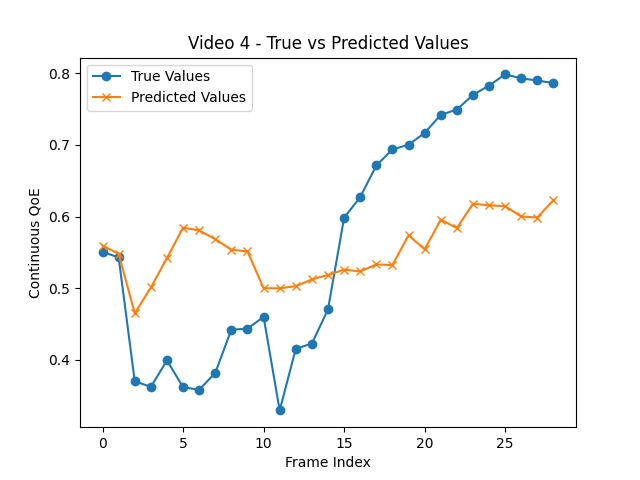 Video 4 - True vs Predicted Values
True Values
Predicted Values
Continuous QoE
0.8
0.7
0.6
0.5
0.4
0 5 10 15 20 25
Frame Index